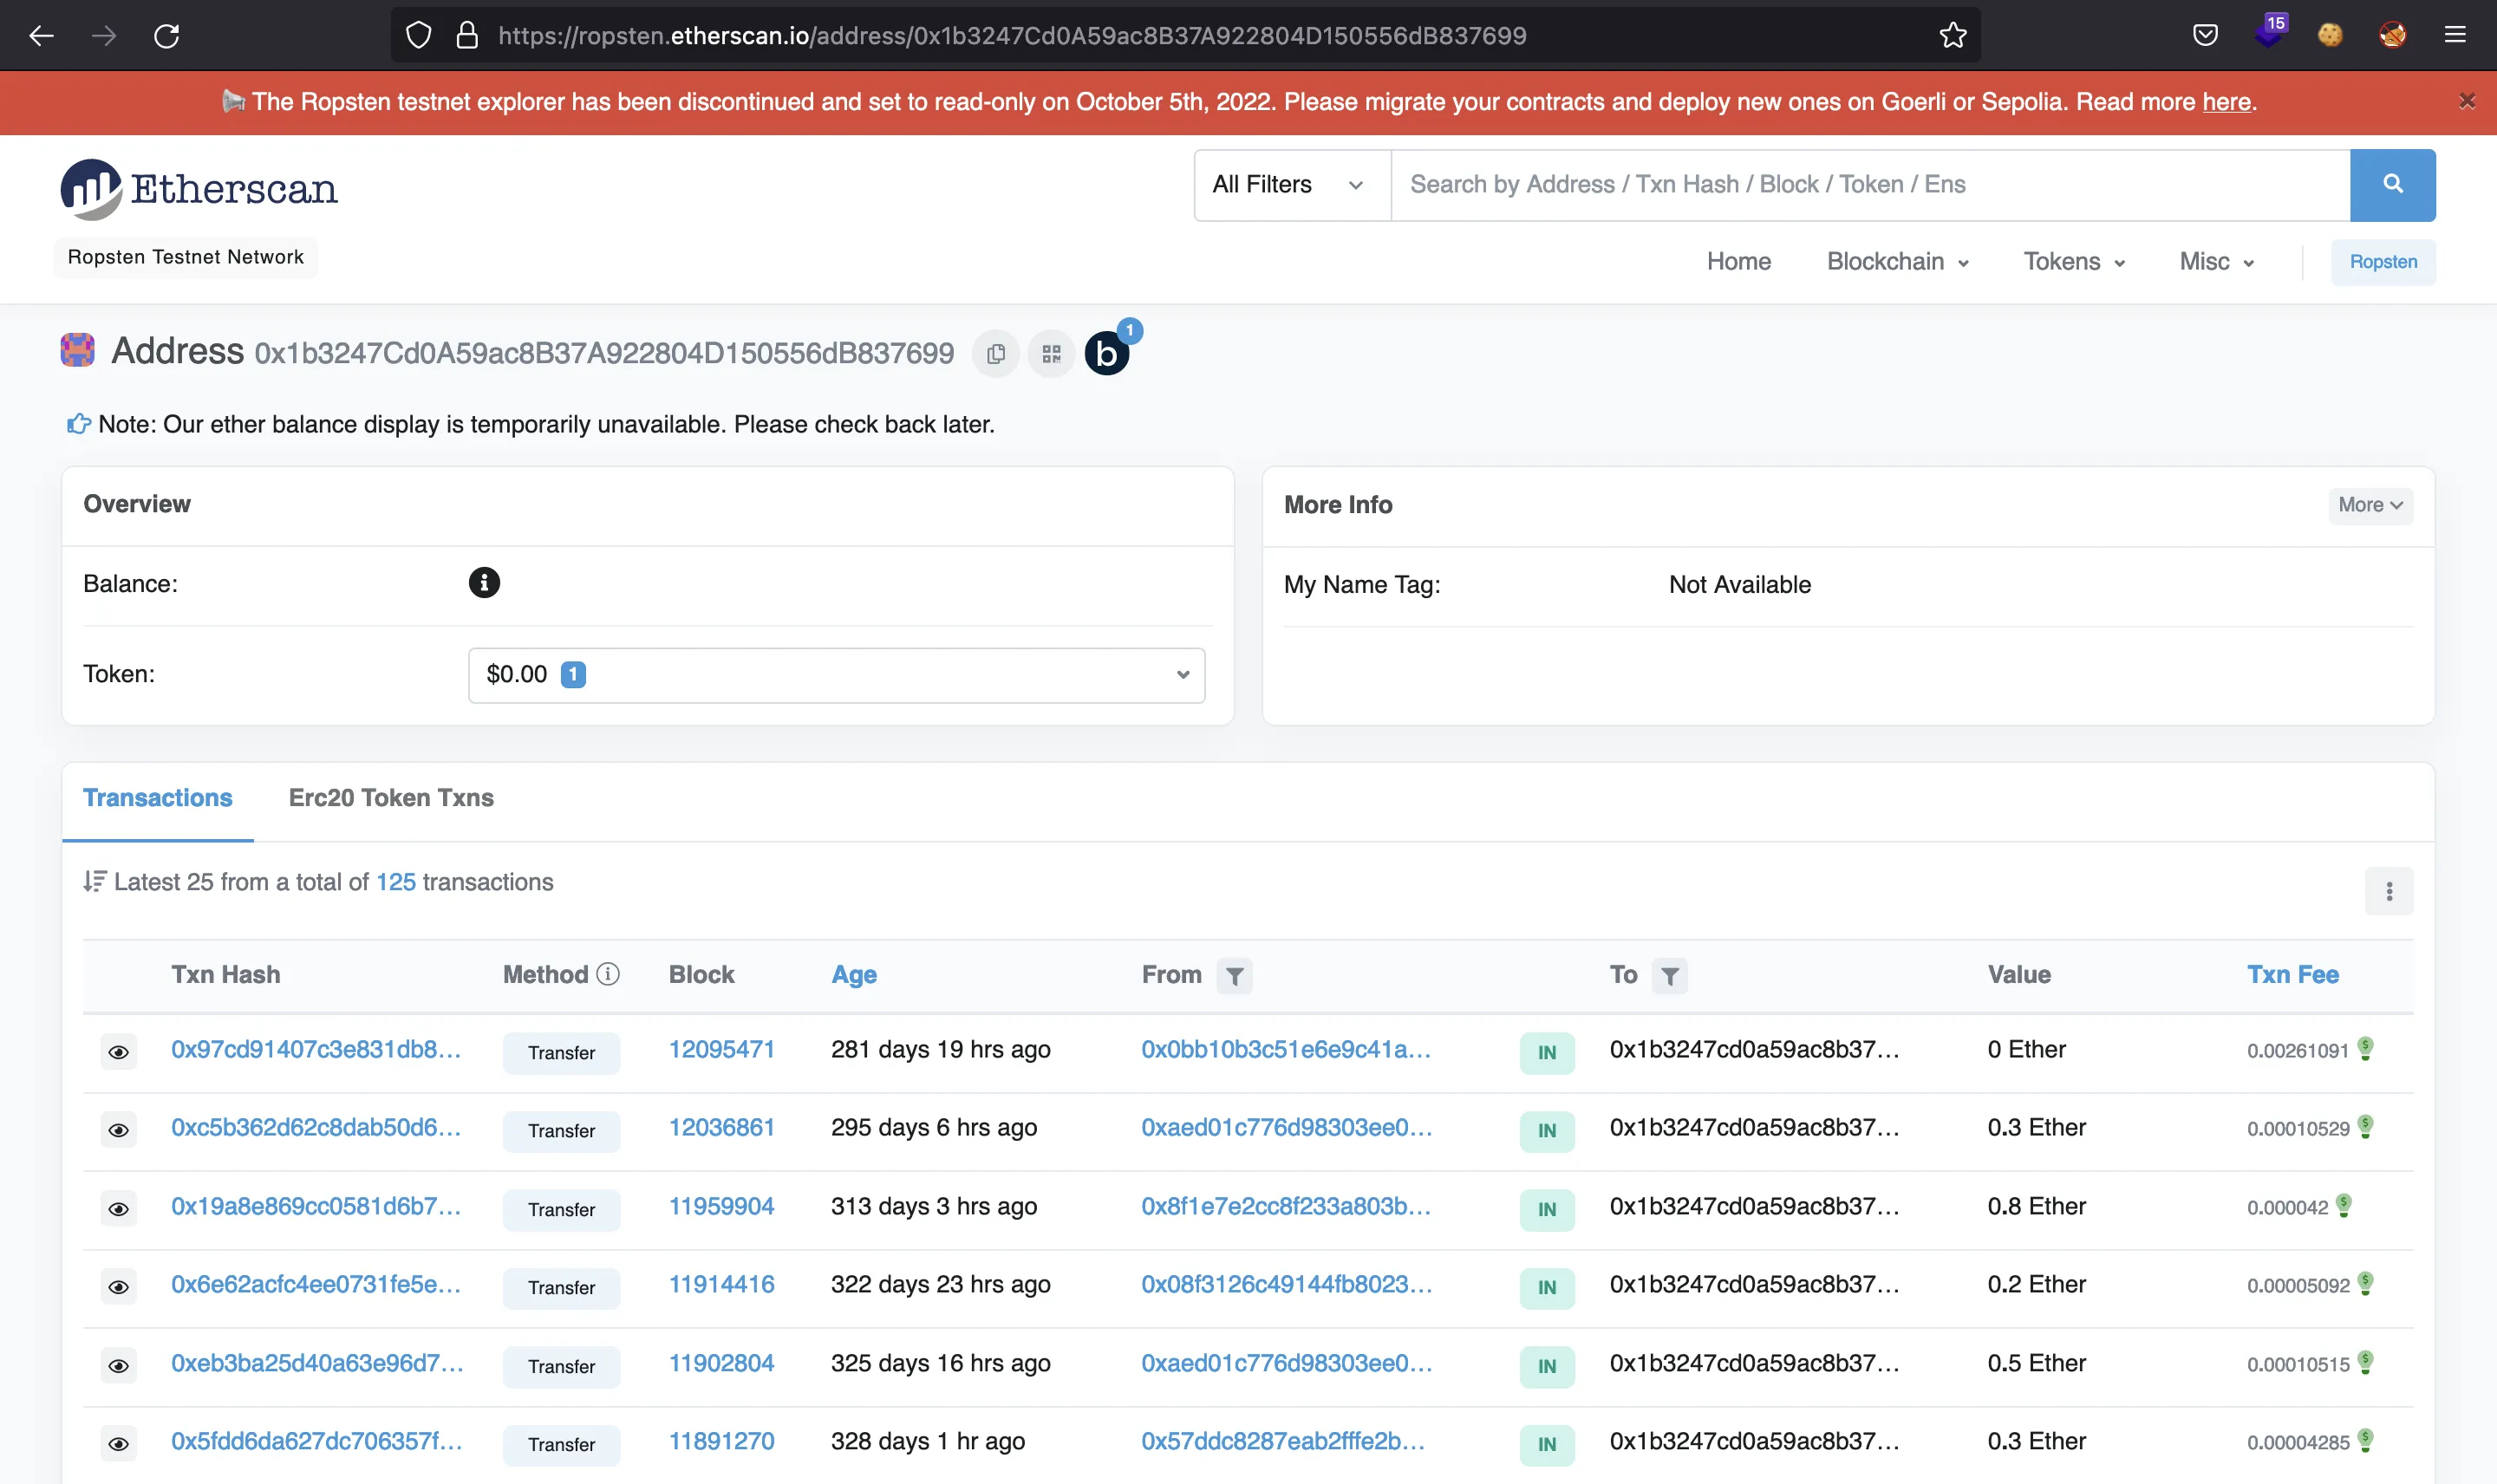 https://ropsten.etherscan.io/address/0x1b3247Cd0A59ac8B37A922804D150556dB837699
15
The Ropsten testnet explorer has been discontinued and set to read-only on October 5th, 2022. Please migrate your contracts and deploy new ones on Goerli or Sepolia. Read more here.
Etherscan
All Filters Search by Address / Txn Hash / Block / Token / Ens
Ropsten Testnet Network
Home Blockchain Tokens Misc Ropsten
Address 0x1b3247Cd0A59ac8B37A922804D150556dB837699 b 1
Note: Our ether balance display is temporarily unavailable. Please check back later.
Overview
Balance:
Token: $0.00 1
More Info More
My Name Tag: Not Available
Transactions Erc20 Token Txns
Latest 25 from a total of 125 transactions
Txn Hash Method Block Age From To Value Txn Fee
0x97cd91407c3e831db8... Transfer 12095471 281 days 19 hrs ago 0x0bb10b3c51e6e9c41a... IN 0x1b3247cd0a59ac8b37... 0 Ether 0.00261091
0xc5b362d62c8dab50d6... Transfer 12036861 295 days 6 hrs ago 0xaed01c776d98303ee0... IN 0x1b3247cd0a59ac8b37... 0.3 Ether 0.00010529
0x19a8e869cc0581d6b7... Transfer 11959904 313 days 3 hrs ago 0x8f1e7e2cc8f233a803b... IN 0x1b3247cd0a59ac8b37... 0.8 Ether 0.000042
0x6e62acfc4ee0731fe5e... Transfer 11914416 322 days 23 hrs ago 0x08f3126c49144fb8023... IN 0x1b3247cd0a59ac8b37... 0.2 Ether 0.00005092
0xeb3ba25d40a63e96d7... Transfer 11902804 325 days 16 hrs ago 0xaed01c776d98303ee0... IN 0x1b3247cd0a59ac8b37... 0.5 Ether 0.00010515
0x5fdd6da627dc706357f... Transfer 11891270 328 days 1 hr ago 0x57ddc8287eab2fffe2b... IN 0x1b3247cd0a59ac8b37... 0.3 Ether 0.00004285